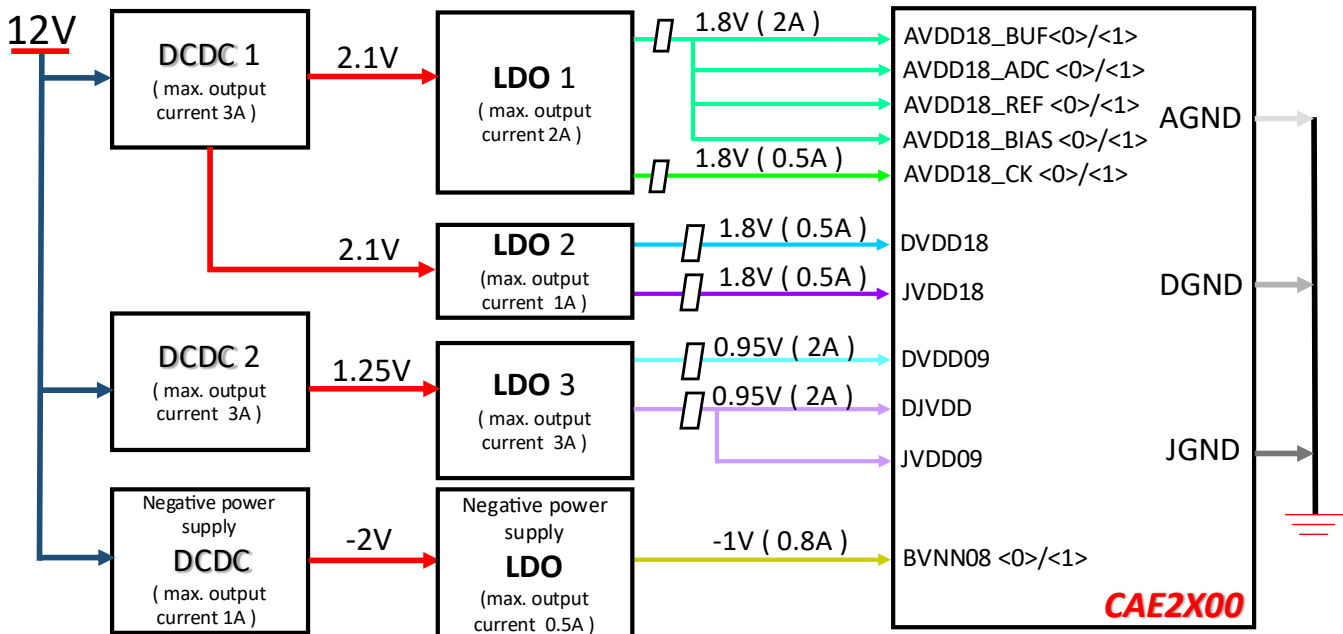 12V
DCDC 1
( max. output
current 3A )
2.1V
LDO 1
( max. output
current 2A )
1.8V ( 2A )
1.8V ( 0.5A )
AVDD18_BUF<0>/<1>
AVDD18_ADC <0>/<1>
AVDD18_REF <0>/<1>
AVDD18_BIAS <0>/<1>
AVDD18_CK <0>/<1>
AGND
2.1V
LDO 2
(max. output
current 1A )
1.8V ( 0.5A )
1.8V ( 0.5A )
DVDD18
JVDD18
DGND
DCDC 2
( max. output
current 3A )
1.25V
LDO 3
( max. output
current 3A )
0.95V ( 2A )
0.95V ( 2A )
DVDD09
DJVDD
JVDD09
JGND
Negative power
supply
DCDC
( max. output
current 1A )
-2V
Negative power
supply
LDO
(max. output
current 0.5A )
-1V ( 0.8A )
BVNN08 <0>/<1>
CAE2X00